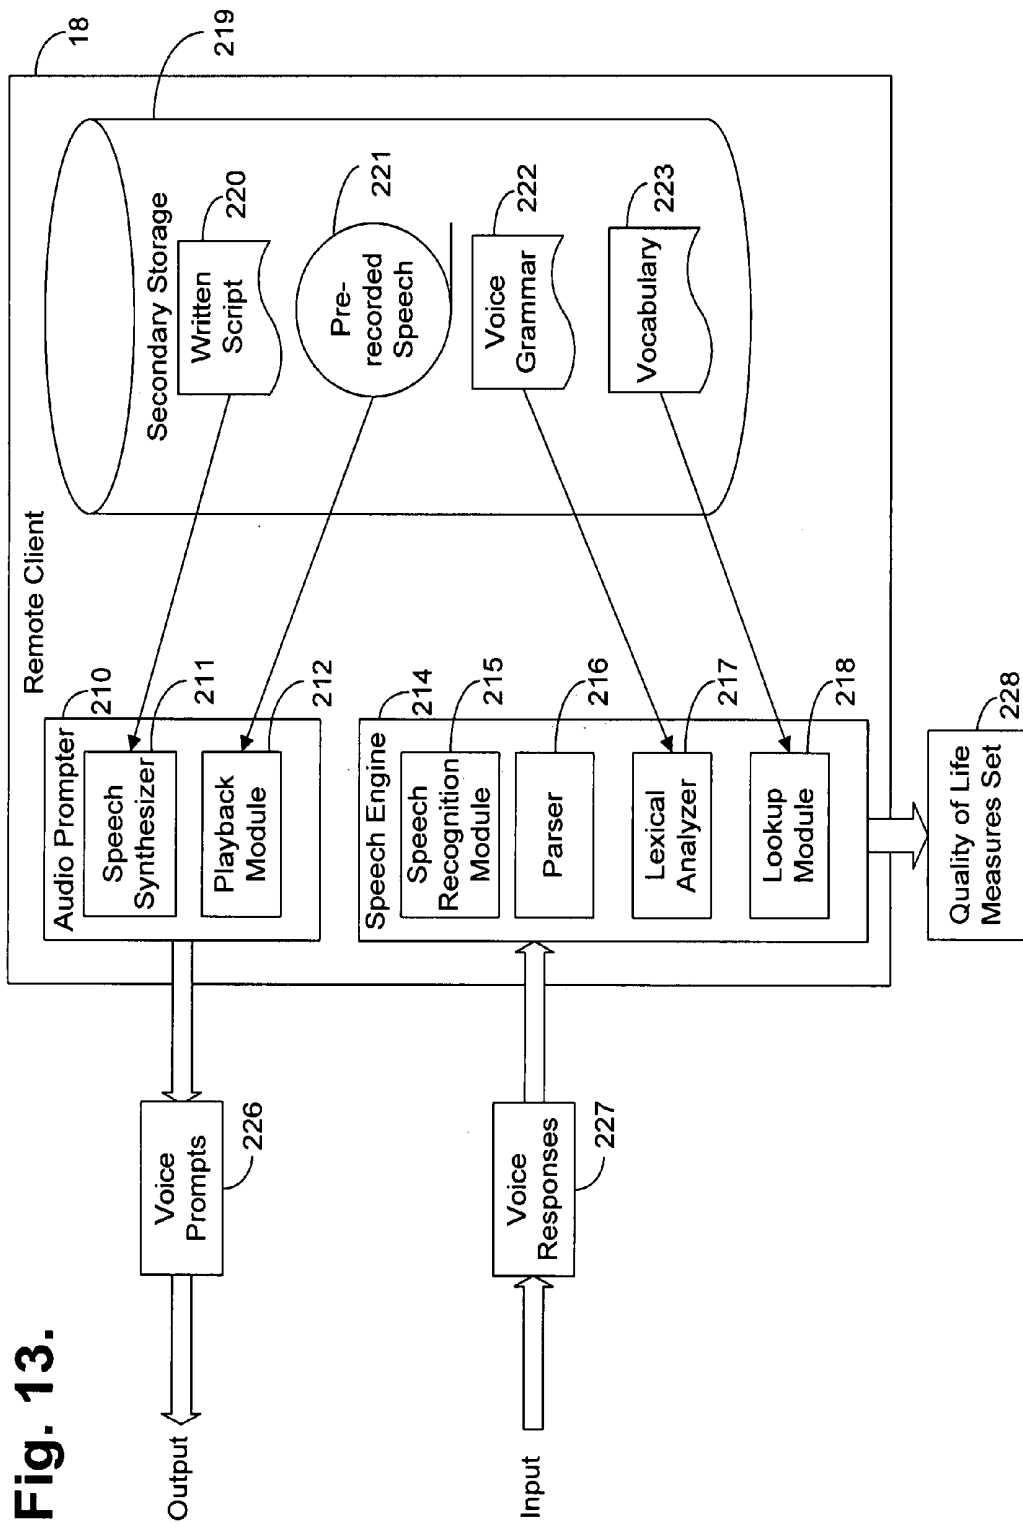 Fig. 13.
Remote Client
18
Audio Prompter
210
Speech
Synthesizer
211
Playback
Module
212
Speech Engine
214
Speech
Recognition
Module
215
Parser
216
Lexical
Analyzer
217
Lookup
Module
218
Secondary Storage
219
Written
Script
220
Pre-
recorded
Speech
221
Voice
Grammar
222
Vocabulary
223
Output
Voice
Prompts
226
Input
Voice
Responses
227
Quality of Life
Measures Set
228